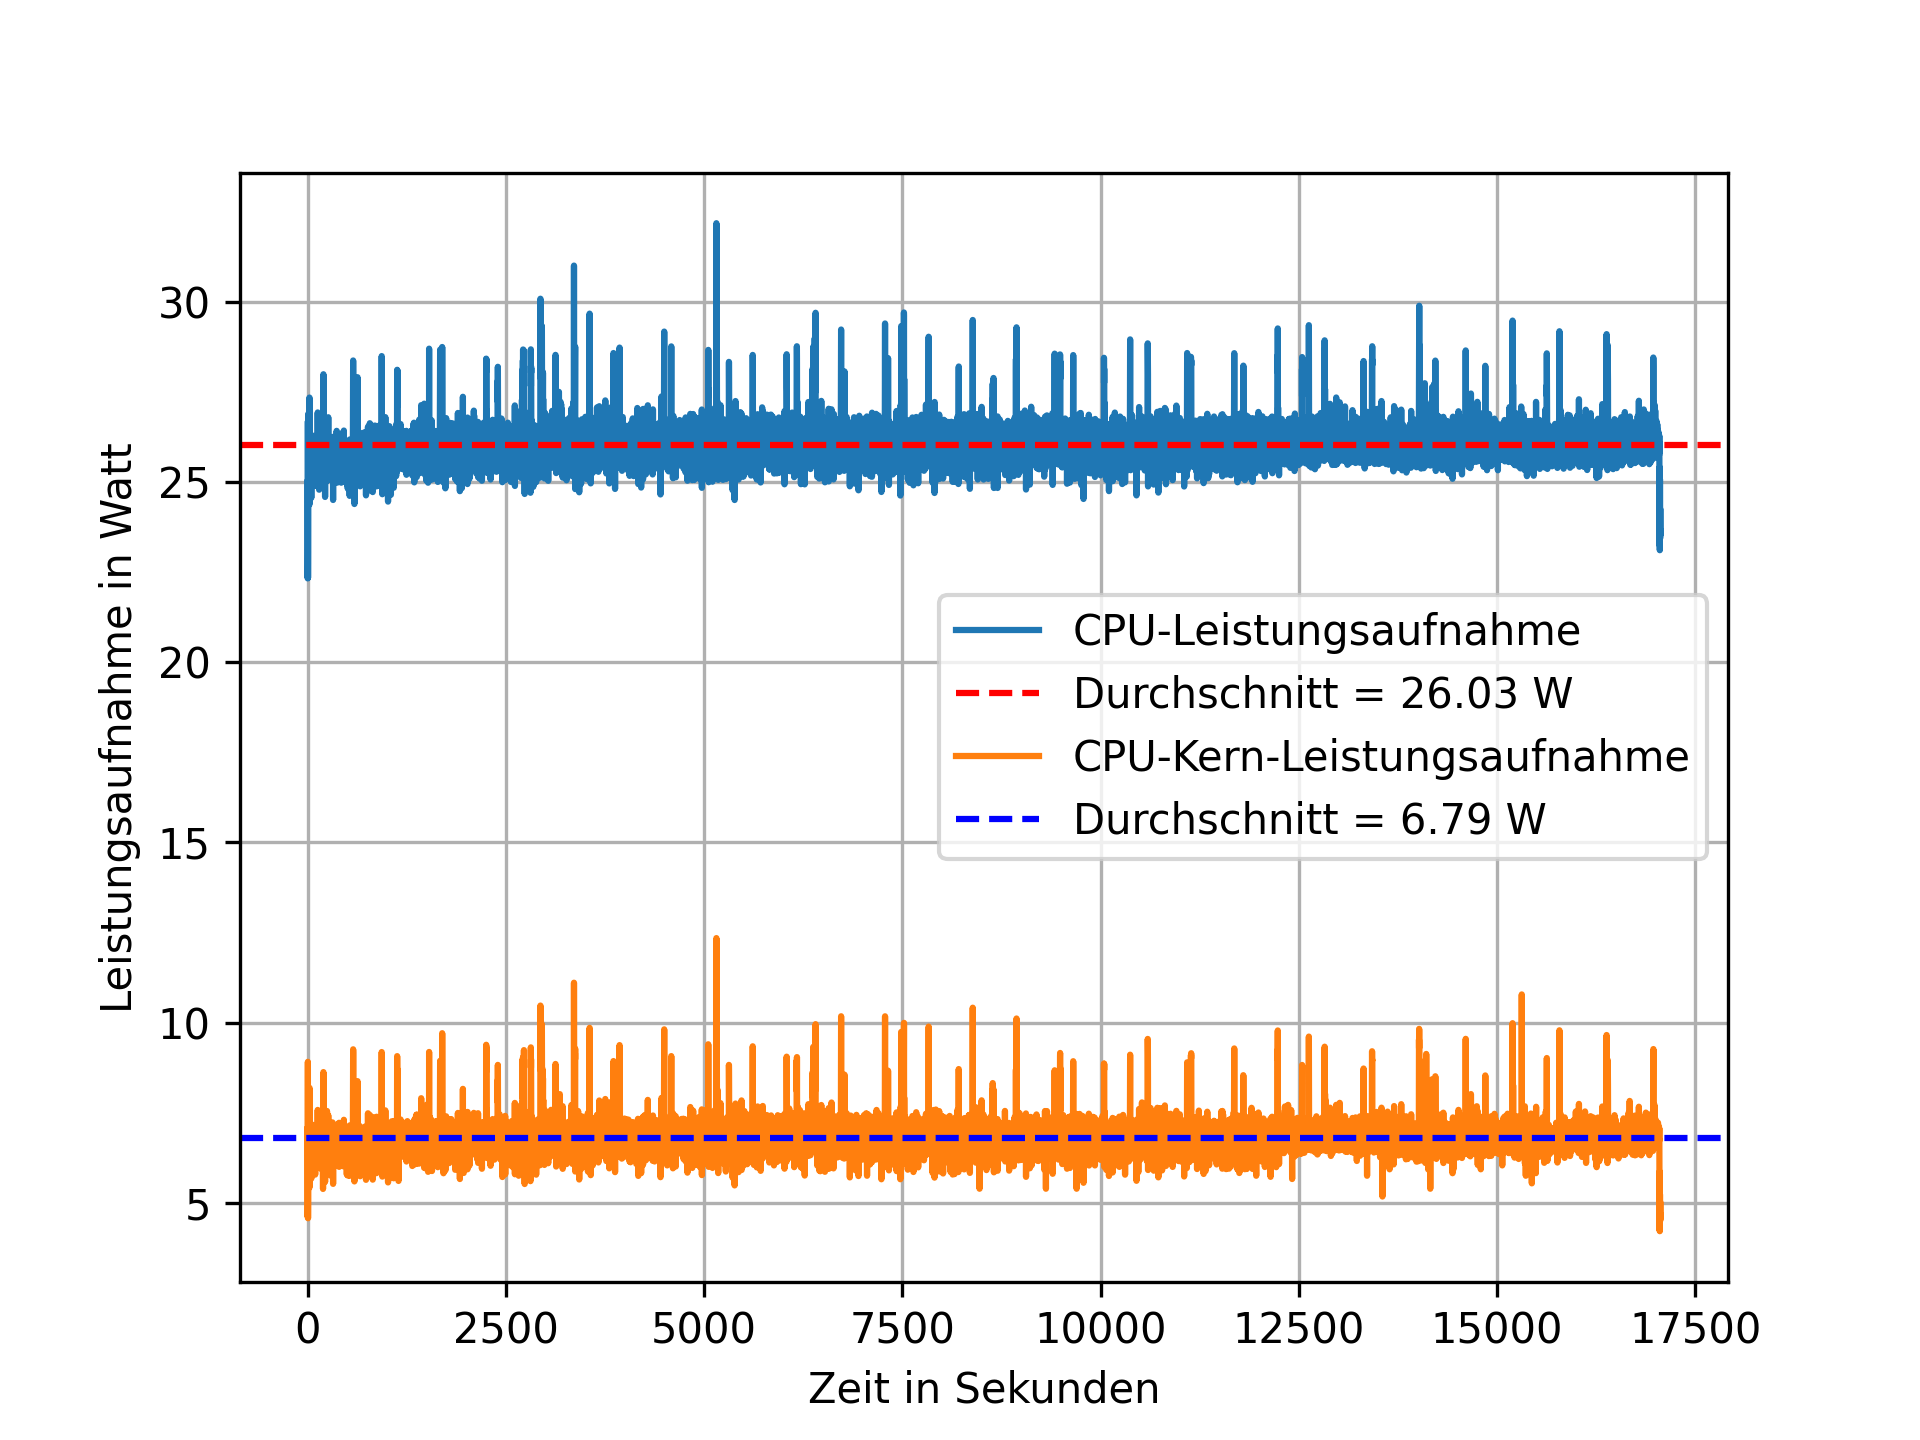 Leistungsaufnahme in Watt
30
25
20
15
10
5
CPU-Leistungsaufnahme
Durchschnitt = 26.03 W
CPU-Kern-Leistungsaufnahme
Durchschnitt = 6.79 W
0 2500 5000 7500 10000 12500 15000 17500
Zeit in Sekunden